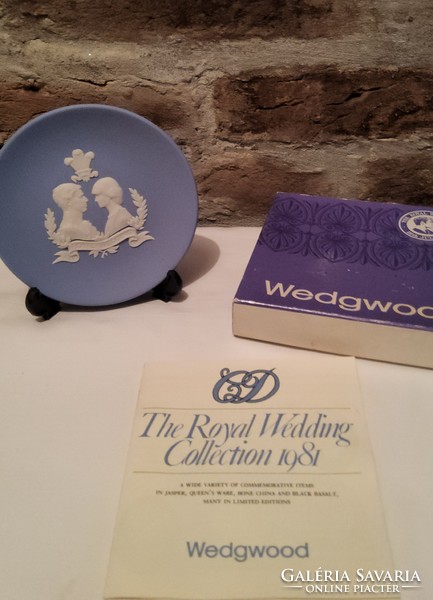 Wedgwood
CD
The Royal Wedding
Collection 1981
A WIDE VARIETY OF COMMEMORATIVE ITEMS
IN JASPER, QUEEN'S WARE, BONE CHINA AND BLACK BASALT,
MANY IN LIMITED EDITIONS
Wedgwood
GALÉRIA SAVARIA
ONLINE PIACTÉR